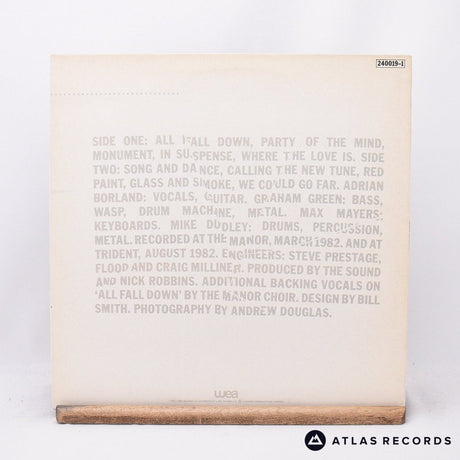 240019-1
SIDE ONE: ALL FALL DOWN, PARTY OF THE MIND,
MONUMENT, IN SUSPENSE, WHERE THE LOVE IS. SIDE
TWO: SONG AND DANCE, CALLING THE NEW TUNE, RED
PAINT, GLASS AND SMOKE, WE COULD GO FAR. ADRIAN
BORLAND: VOCALS, GUITAR. GRAHAM GREEN: BASS,
WASP, DRUM MACHINE, METAL. MAX MAYERS:
KEYBOARDS. MIKE DUDLEY: DRUMS, PERCUSSION,
METAL. RECORDED AT THE MANOR, MARCH 1982. AND AT
TRIDENT, AUGUST 1982. ENGINEERS: STEVE PRESTAGE,
FLOOD AND CRAIG MILLINER. PRODUCED BY THE SOUND
AND NICK ROBBINS. ADDITIONAL BACKING VOCALS ON
'ALL FALL DOWN' BY THE MANOR CHOIR. DESIGN BY BILL
SMITH. PHOTOGRAPHY BY ANDREW DOUGLAS.
wea
ATLAS RECORDS